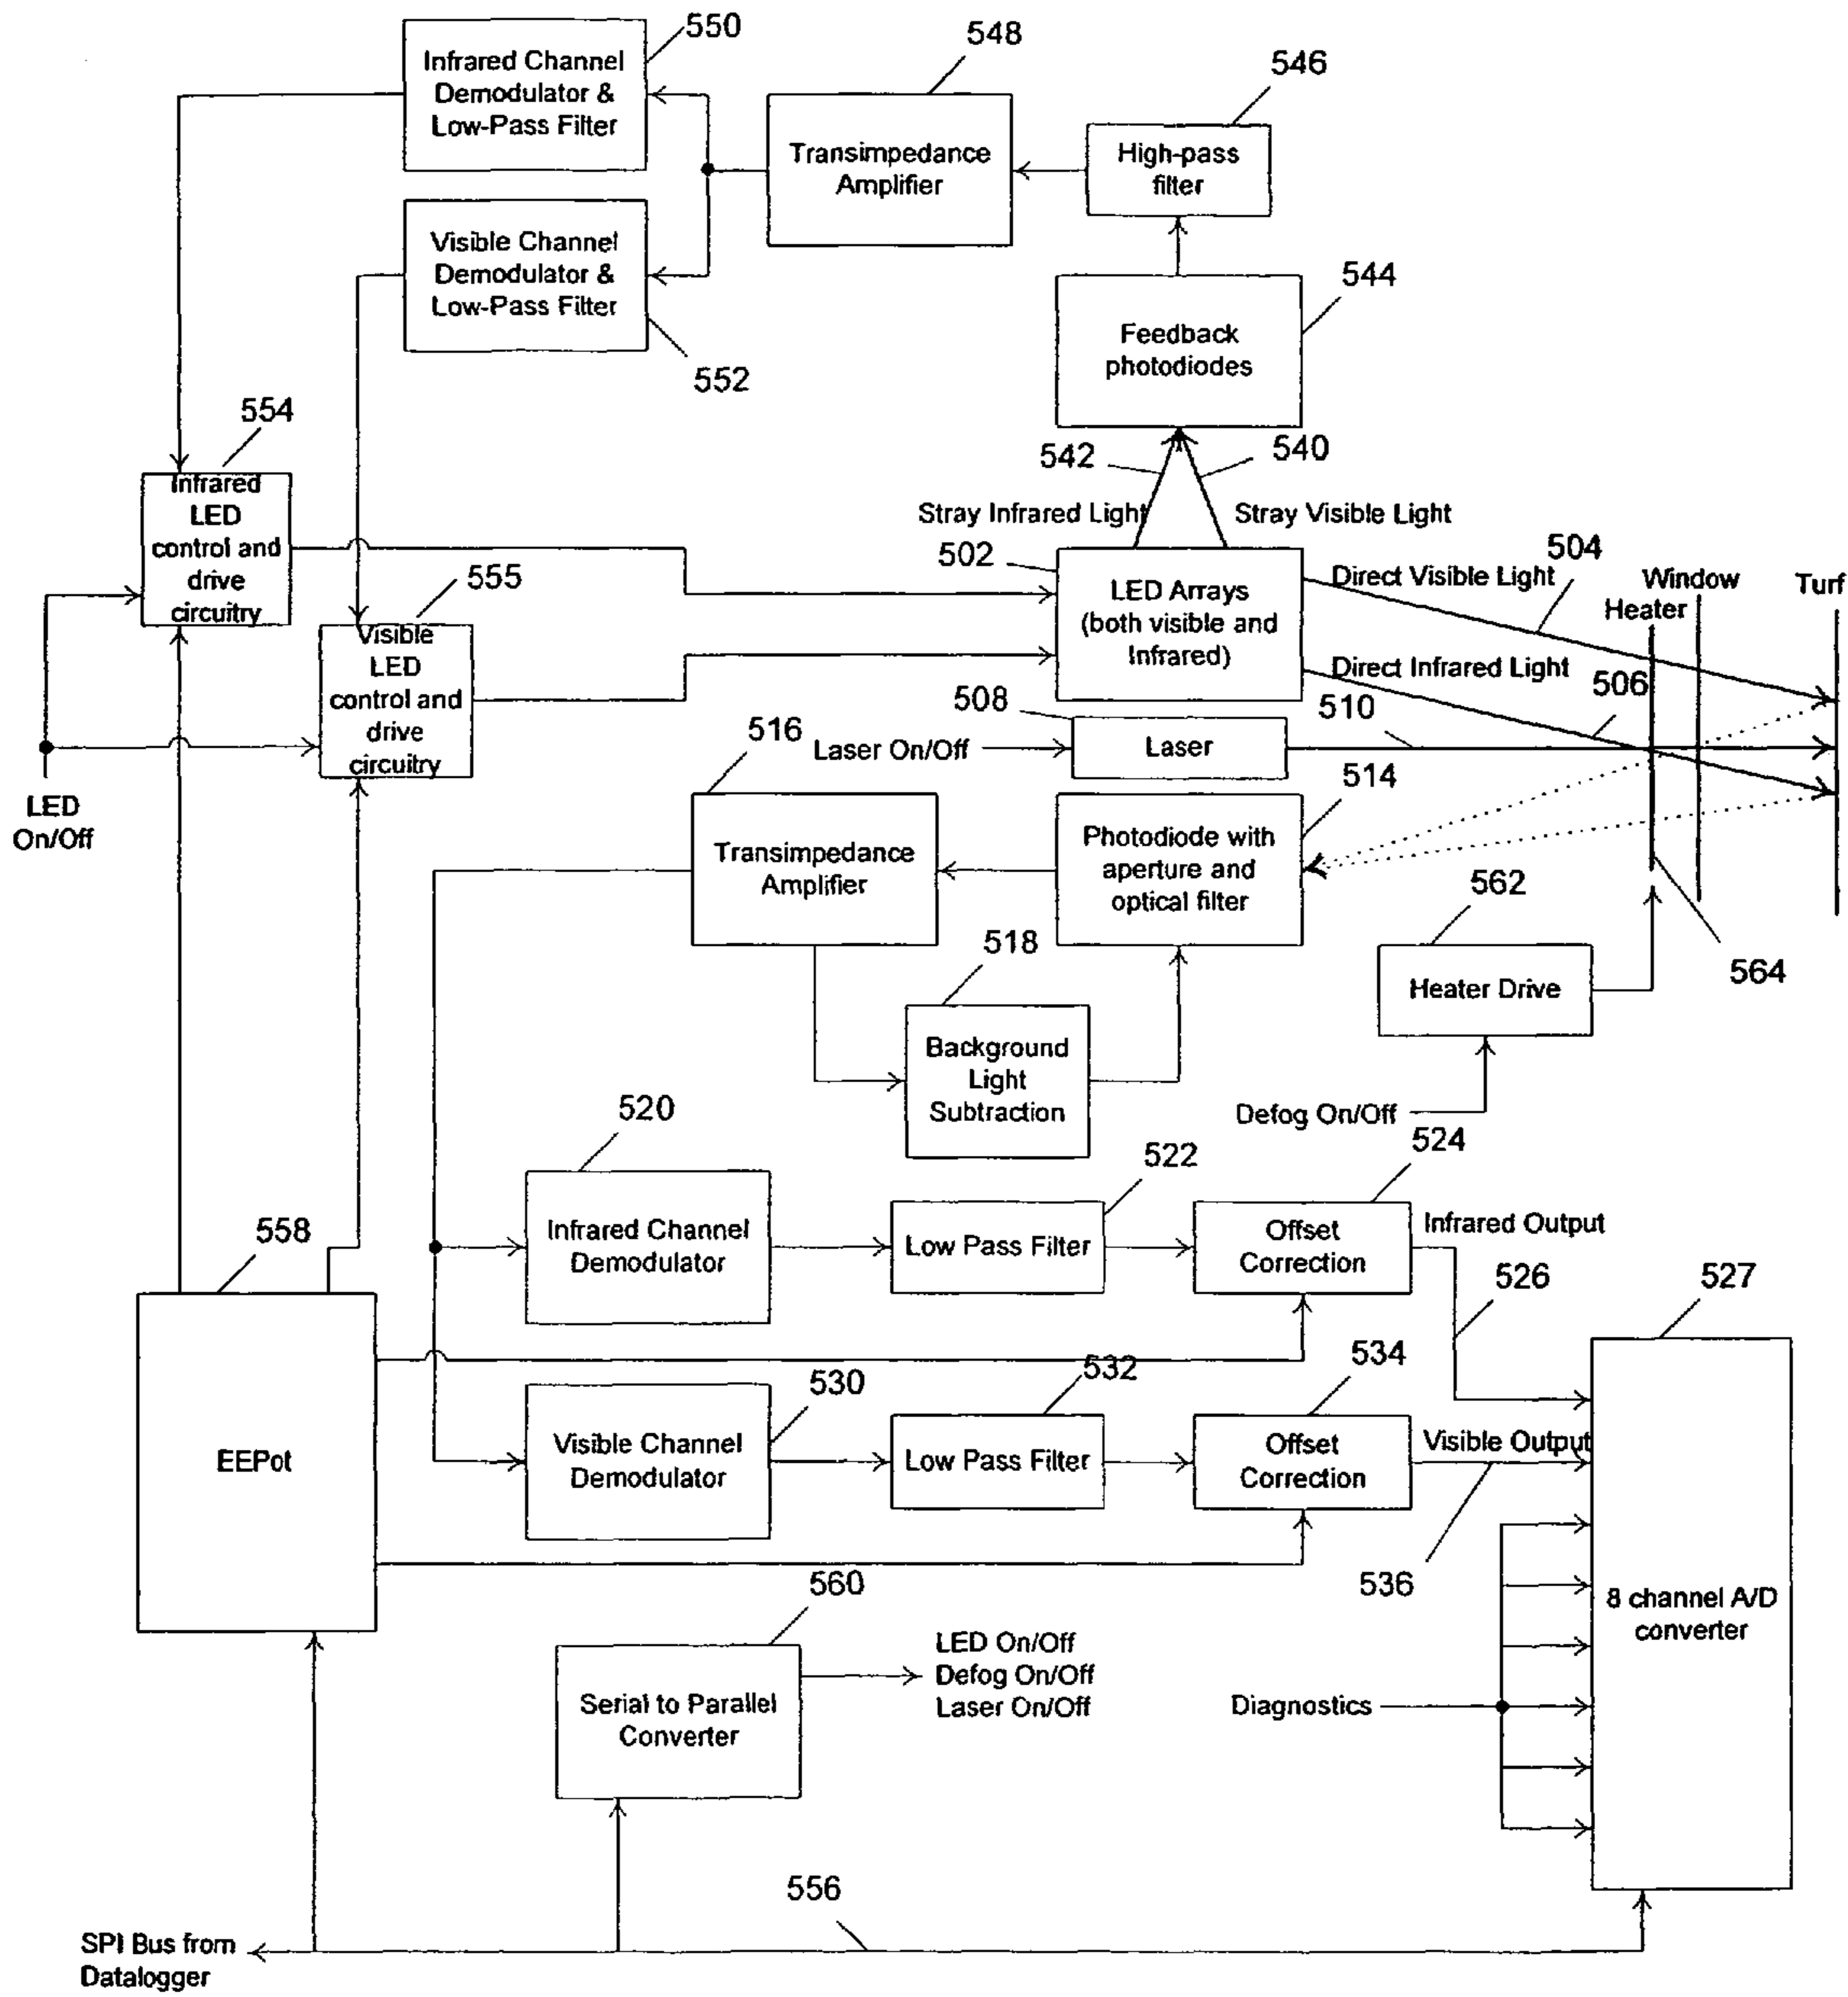 550
Infrared Channel
Demodulator &
Low-Pass Filter
548
Transimpedance
Amplifier
546
High-pass
filter
Visible Channel
Demodulator &
Low-Pass Filter
552
544
Feedback
photodiodes
554
Infrared
LED
control and
drive
circuitry
542
540
Stray Infrared Light
Stray Visible Light
502
LED Arrays
(both visible and
Infrared)
Direct Visible Light
504
Window
Heater
Turf
555
Visible
LED
control and
drive
circuitry
Direct Infrared Light
506
508
510
Laser On/Off
Laser
LED
On/Off
516
Transimpedance
Amplifier
514
Photodiode with
aperture and
optical filter
562
Heater Drive
564
518
Background
Light
Subtraction
Defog On/Off
520
Infrared Channel
Demodulator
522
Low Pass Filter
524
Offset
Correction
Infrared Output
526
527
558
EEPot
530
Visible Channel
Demodulator
532
Low Pass Filter
534
Offset
Correction
Visible Output
536
8 channel A/D
converter
560
Serial to Parallel
Converter
LED On/Off
Defog On/Off
Laser On/Off
Diagnostics
556
SPI Bus from
Datalogger